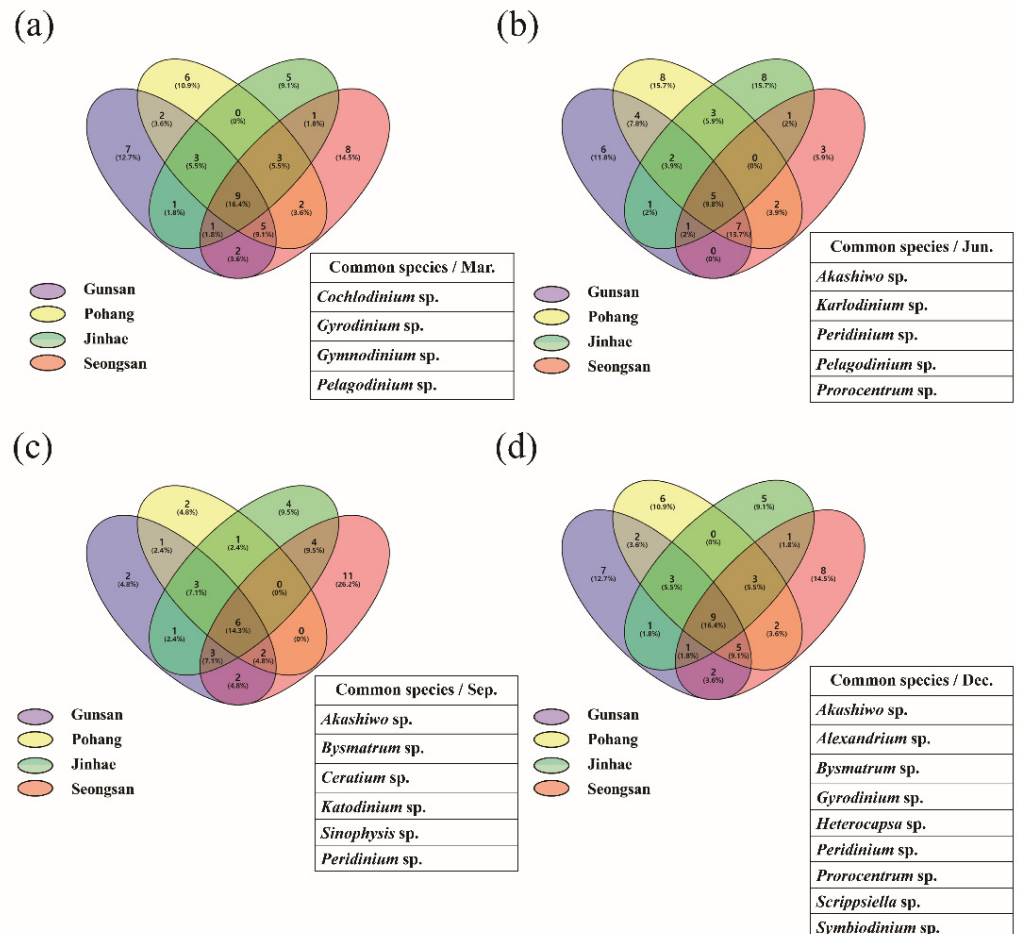 (a)
6
(10.9%)
5
(9.1%)
2
(3.6%)
0
(0%)
1
(1.8%)
7
(12.7%)
8
(14.5%)
3
(5.5%)
3
(5.5%)
9
(16.4%)
1
(1.8%)
2
(3.6%)
1
(1.8%)
5
(9.1%)
2
(3.6%)
Gunsan
Pohang
Jinhae
Seongsan
Common species / Mar.
Cochlodinium sp.
Gyrodinium sp.
Gymnodinium sp.
Pelagodinium sp.
(b)
8
(15.7%)
8
(15.7%)
4
(7.8%)
3
(5.9%)
1
(2%)
6
(11.8%)
3
(5.9%)
2
(3.9%)
0
(0%)
5
(9.8%)
1
(2%)
2
(3.9%)
1
(2%)
7
(13.7%)
0
(0%)
Gunsan
Pohang
Jinhae
Seongsan
Common species / Jun.
Akashiwo sp.
Karlodinium sp.
Peridinium sp.
Pelagodinium sp.
Prorocentrum sp.
(c)
2
(4.8%)
4
(9.5%)
1
(2.4%)
1
(2.4%)
4
(9.5%)
2
(4.8%)
11
(26.2%)
3
(7.1%)
0
(0%)
6
(14.3%)
1
(2.4%)
0
(0%)
3
(7.1%)
2
(4.8%)
2
(4.8%)
Gunsan
Pohang
Jinhae
Seongsan
Common species / Sep.
Akashiwo sp.
Bysmatrum sp.
Ceratium sp.
Katodinium sp.
Sinophysis sp.
Peridinium sp.
(d)
6
(10.9%)
5
(9.1%)
2
(3.6%)
0
(0%)
1
(1.8%)
7
(12.7%)
8
(14.5%)
3
(5.5%)
3
(5.5%)
9
(16.4%)
1
(1.8%)
2
(3.6%)
1
(1.8%)
5
(9.1%)
2
(3.6%)
Gunsan
Pohang
Jinhae
Seongsan
Common species / Dec.
Akashiwo sp.
Alexandrium sp.
Bysmatrum sp.
Gyrodinium sp.
Heterocapsa sp.
Peridinium sp.
Prorocentrum sp.
Scrippsiella sp.
Symbiodinium sp.